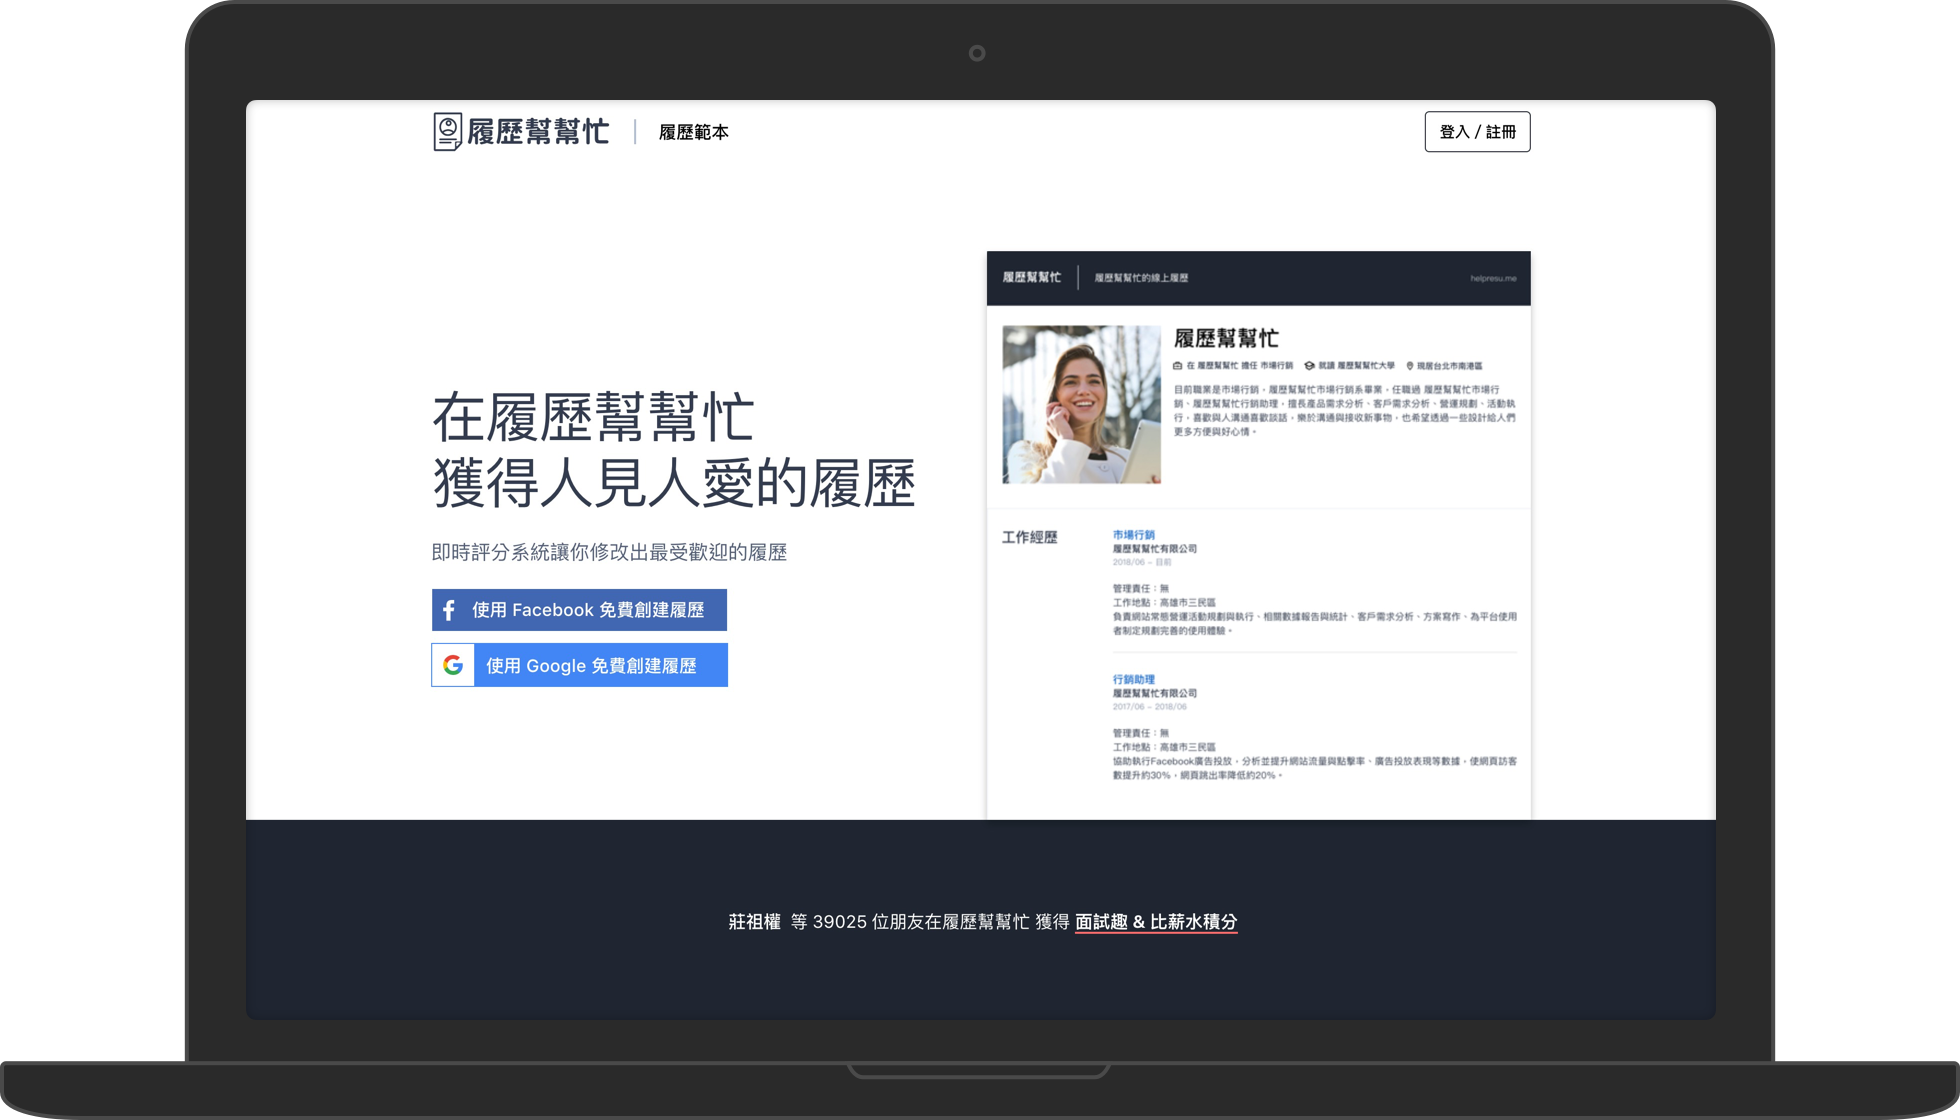 履歷幫幫忙 | 履歷範本
登入 / 註冊
在履歷幫幫忙
獲得人見人愛的履歷
即時評分系統讓你修改出最受歡迎的履歷
使用 Facebook 免費創建履歷
使用 Google 免費創建履歷
履歷幫幫忙 | 履歷幫幫忙的線上履歷
helpresu.me
履歷幫幫忙
在 履歷幫幫忙 擔任 市場行銷 就讀 履歷幫幫忙大學 現居台北市南港區
目前職業是市場行銷，履歷幫幫忙市場行銷系畢業，任職過 履歷幫幫忙市場行
銷、履歷幫幫忙行銷助理，擅長產品需求分析、客戶需求分析、營運規劃、活動執
行，喜歡與人溝通喜歡談話，樂於溝通與接收新事物，也希望透過一些設計給人們
更多方便與好心情。
工作經歷
市場行銷
履歷幫幫忙有限公司
2018/06 ~ 目前
管理責任：無
工作地點：高雄市三民區
負責網站常態營運活動規劃與執行、相關數據報告與統計、客戶需求分析、方案寫作、為平台使用
者制定規劃完善的使用體驗。
行銷助理
履歷幫幫忙有限公司
2017/06 ~ 2018/06
管理責任：無
工作地點：高雄市三民區
協助執行Facebook廣告投放，分析並提升網站流量與點擊率、廣告投放表現等數據，使網頁訪客
數提升約30%，網頁跳出率降低約20%。
莊祖權 等 39025 位朋友在履歷幫幫忙 獲得 面試趣 & 比薪水積分